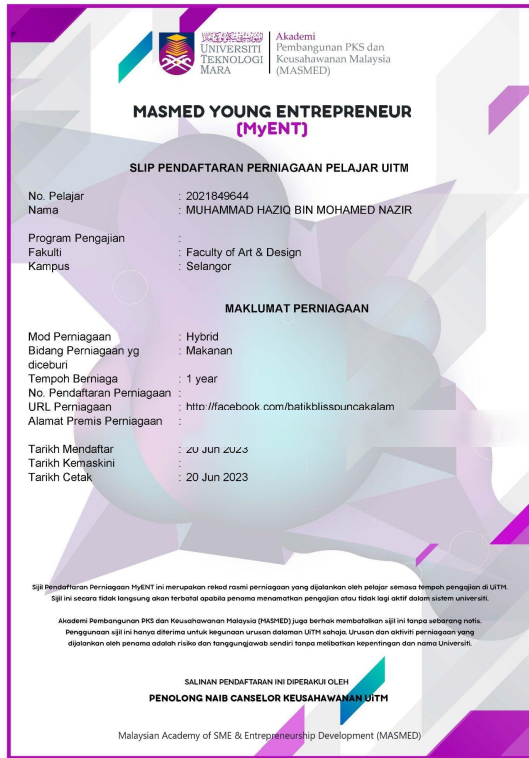 UNIVERSITI
TEKNOLOGI
MARA
Akademi
Pembangunan PKS dan
Keusahawanan Malaysia
(MASMED)
MASMED YOUNG ENTREPRENEUR
(MyENT)
SLIP PENDAFTARAN PERNIAGAAN PELAJAR UITM
No. Pelajar : 2021849644
Nama : MUHAMMAD HAZIQ BIN MOHAMED NAZIR
Program Pengajian :
Fakulti : Faculty of Art & Design
Kampus : Selangor
MAKLUMAT PERNIAGAAN
Mod Perniagaan : Hybrid
Bidang Perniagaan yg : Makanan
diceburi
Tempoh Berniaga : 1 year
No. Pendaftaran Perniagaan :
URL Perniagaan : http://facebook.com/batikblisspuncakalam
Alamat Premis Perniagaan :
Tarikh Mendaftar : 20 Jun 2023
Tarikh Kemaskini :
Tarikh Cetak : 20 Jun 2023
Sijil Pendaftaran Perniagaan MyENT ini merupakan rekod rasmi perniagaan yang dijalankan oleh pelajar semasa tempoh pengajian di UiTM.
Sijil ini secara tidak langsung akan terbatal apabila penama menamatkan pengajian atau tidak lagi aktif dalam sistem universiti.
Akademi Pembangunan PKS dan Keusahawanan Malaysia (MASMED) juga berhak membatalkan sijil ini tanpa sebarang notis.
Penggunaan sijil ini hanya diterima untuk kegunaan urusan dalaman UiTM sahaja. Urusan dan aktiviti perniagaan yang
dijalankan oleh penama adalah risiko dan tanggungjawab sendiri tanpa melibatkan kepentingan dan nama Universiti.
SALINAN PENDAFTARAN INI DIPERAKUI OLEH
PENOLONG NAIB CANSELOR KEUSAHAWANAN UiTM
Malaysian Academy of SME & Entrepreneurship Development (MASMED)